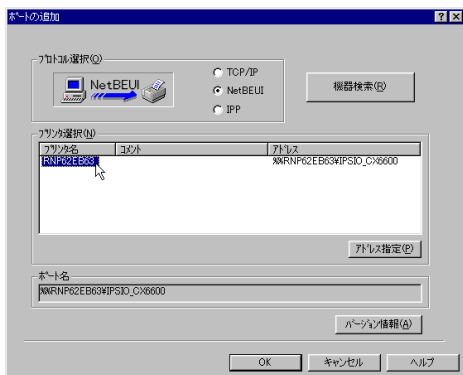 ポートの追加
プロトコル選択(O)
NetBEUI
TCP/IP
NetBEUI
IPP
機器検索(R)
プリンタ選択(N)
プリンタ名 コメント アドレス
RNP62EB63 %%RNP62EB63¥IPSIO_CX6600
アドレス指定(P)
ポート名
%%RNP62EB63¥IPSIO_CX6600
バージョン情報(A)
OK キャンセル ヘルプ